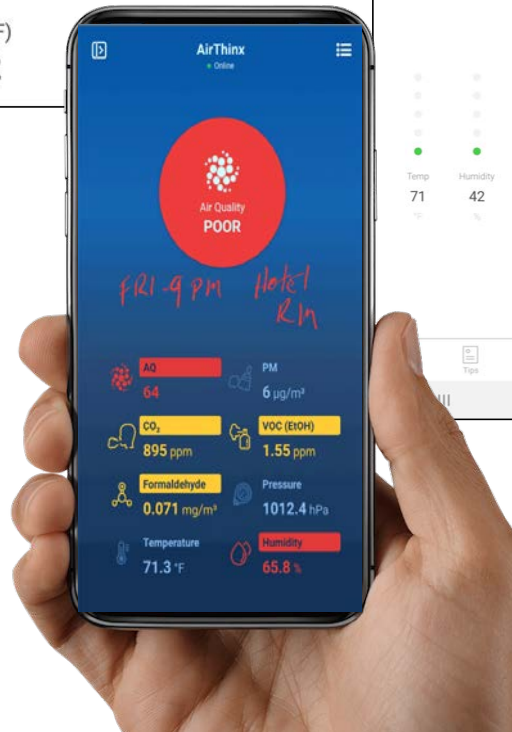 F)
AirThinx
Online
Air Quality
POOR
FRI-9 PM Hotel
RM
AQ
64
PM
6 µg/m³
CO₂
895 ppm
VOC (EtOH)
1.55 ppm
Formaldehyde
0.071 mg/m³
Pressure
1012.4 hPa
Temperature
71.3 °F
Humidity
65.8 %
Temp
71
°F
Humidity
42
%
Tips